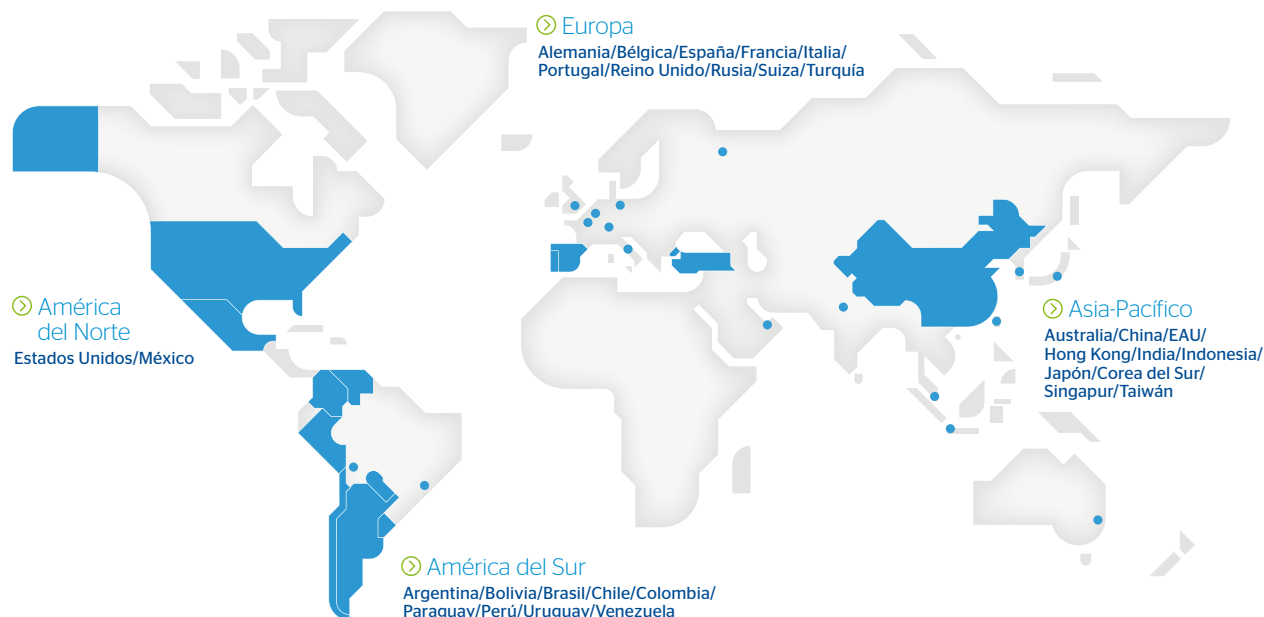 Europa
Alemania/Bélgica/España/Francia/Italia/
Portugal/Reino Unido/Rusia/Suiza/Turquía
América
del Norte
Estados Unidos/México
Asia-Pacífico
Australia/China/EAU/
Hong Kong/India/Indonesia/
Japón/Corea del Sur/
Singapur/Taiwán
América del Sur
Argentina/Bolivia/Brasil/Chile/Colombia/
Paraguay/Perú/Uruguay/Venezuela